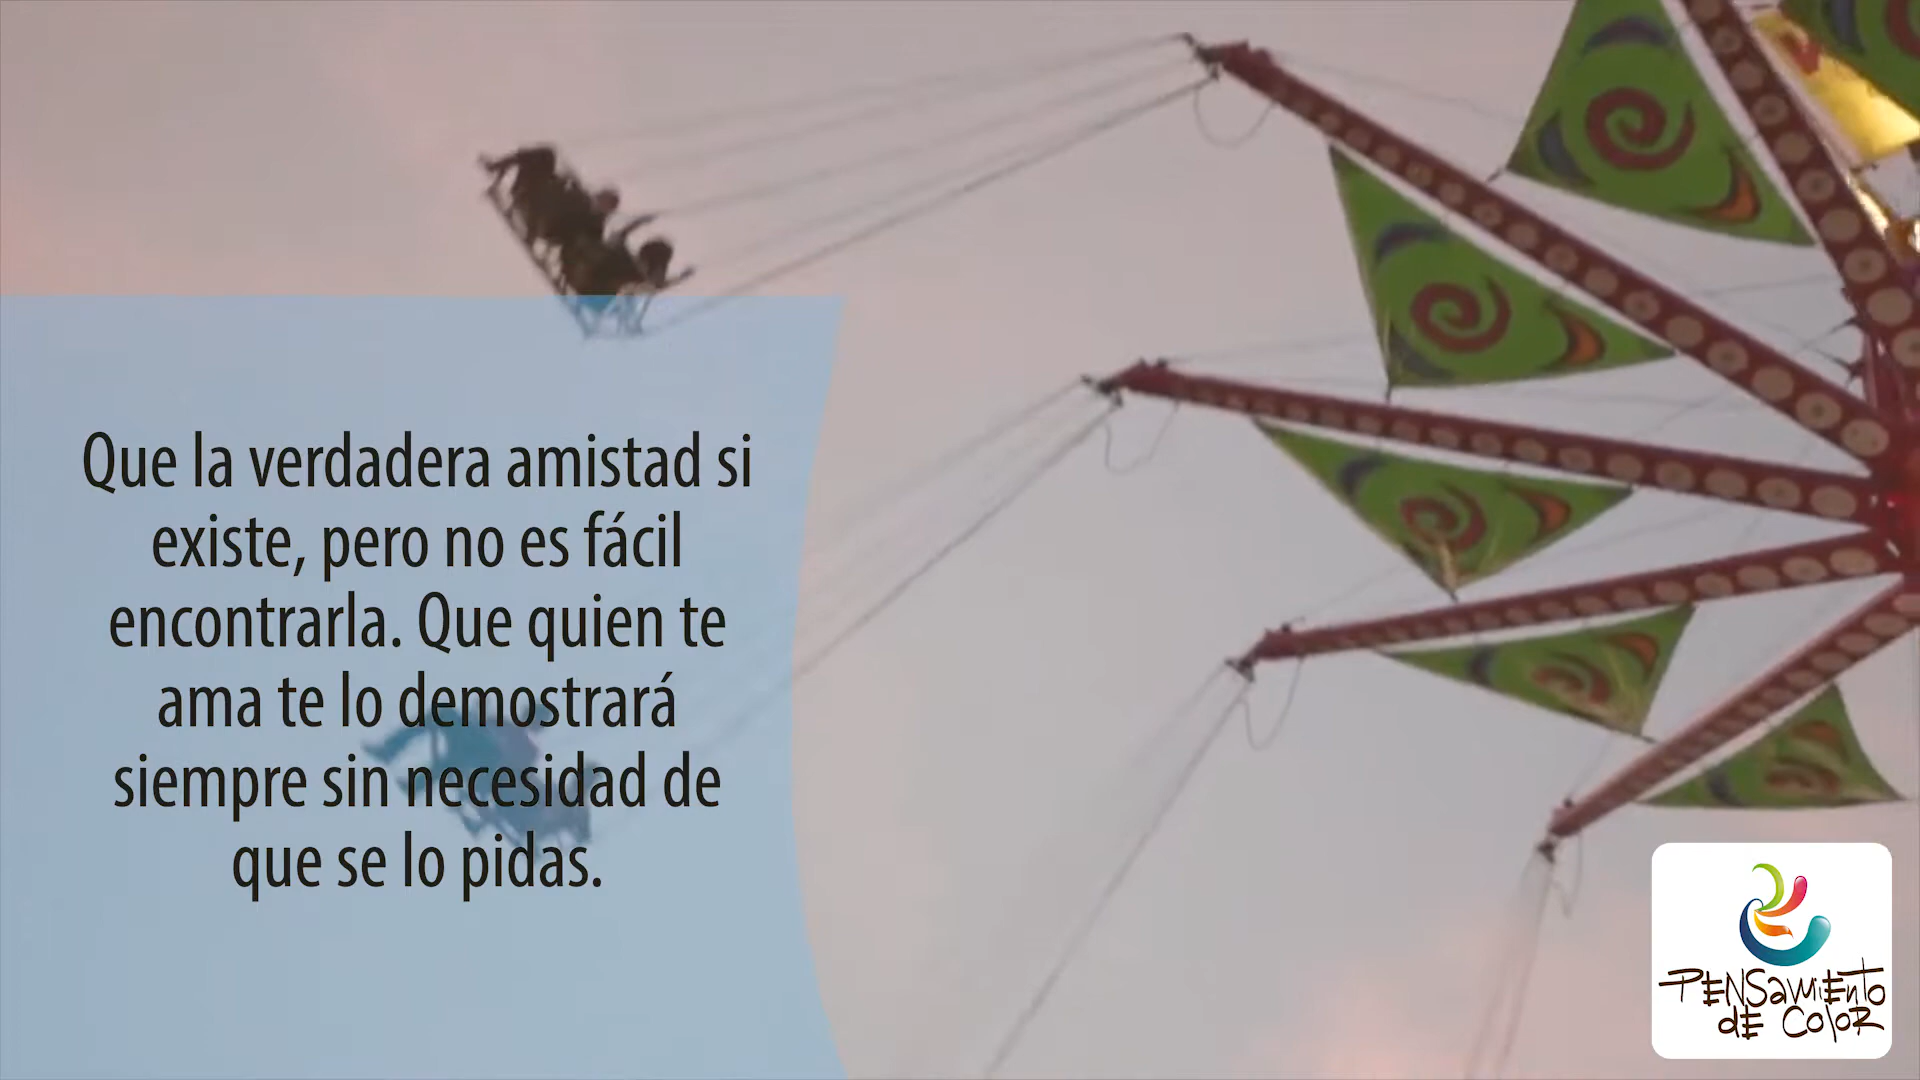 Que la verdadera amistad si
existe, pero no es fácil
encontrarla. Que quien te
ama te lo demostrará
siempre sin necesidad de
que se lo pidas.
PENSamiENto
dE ColoR